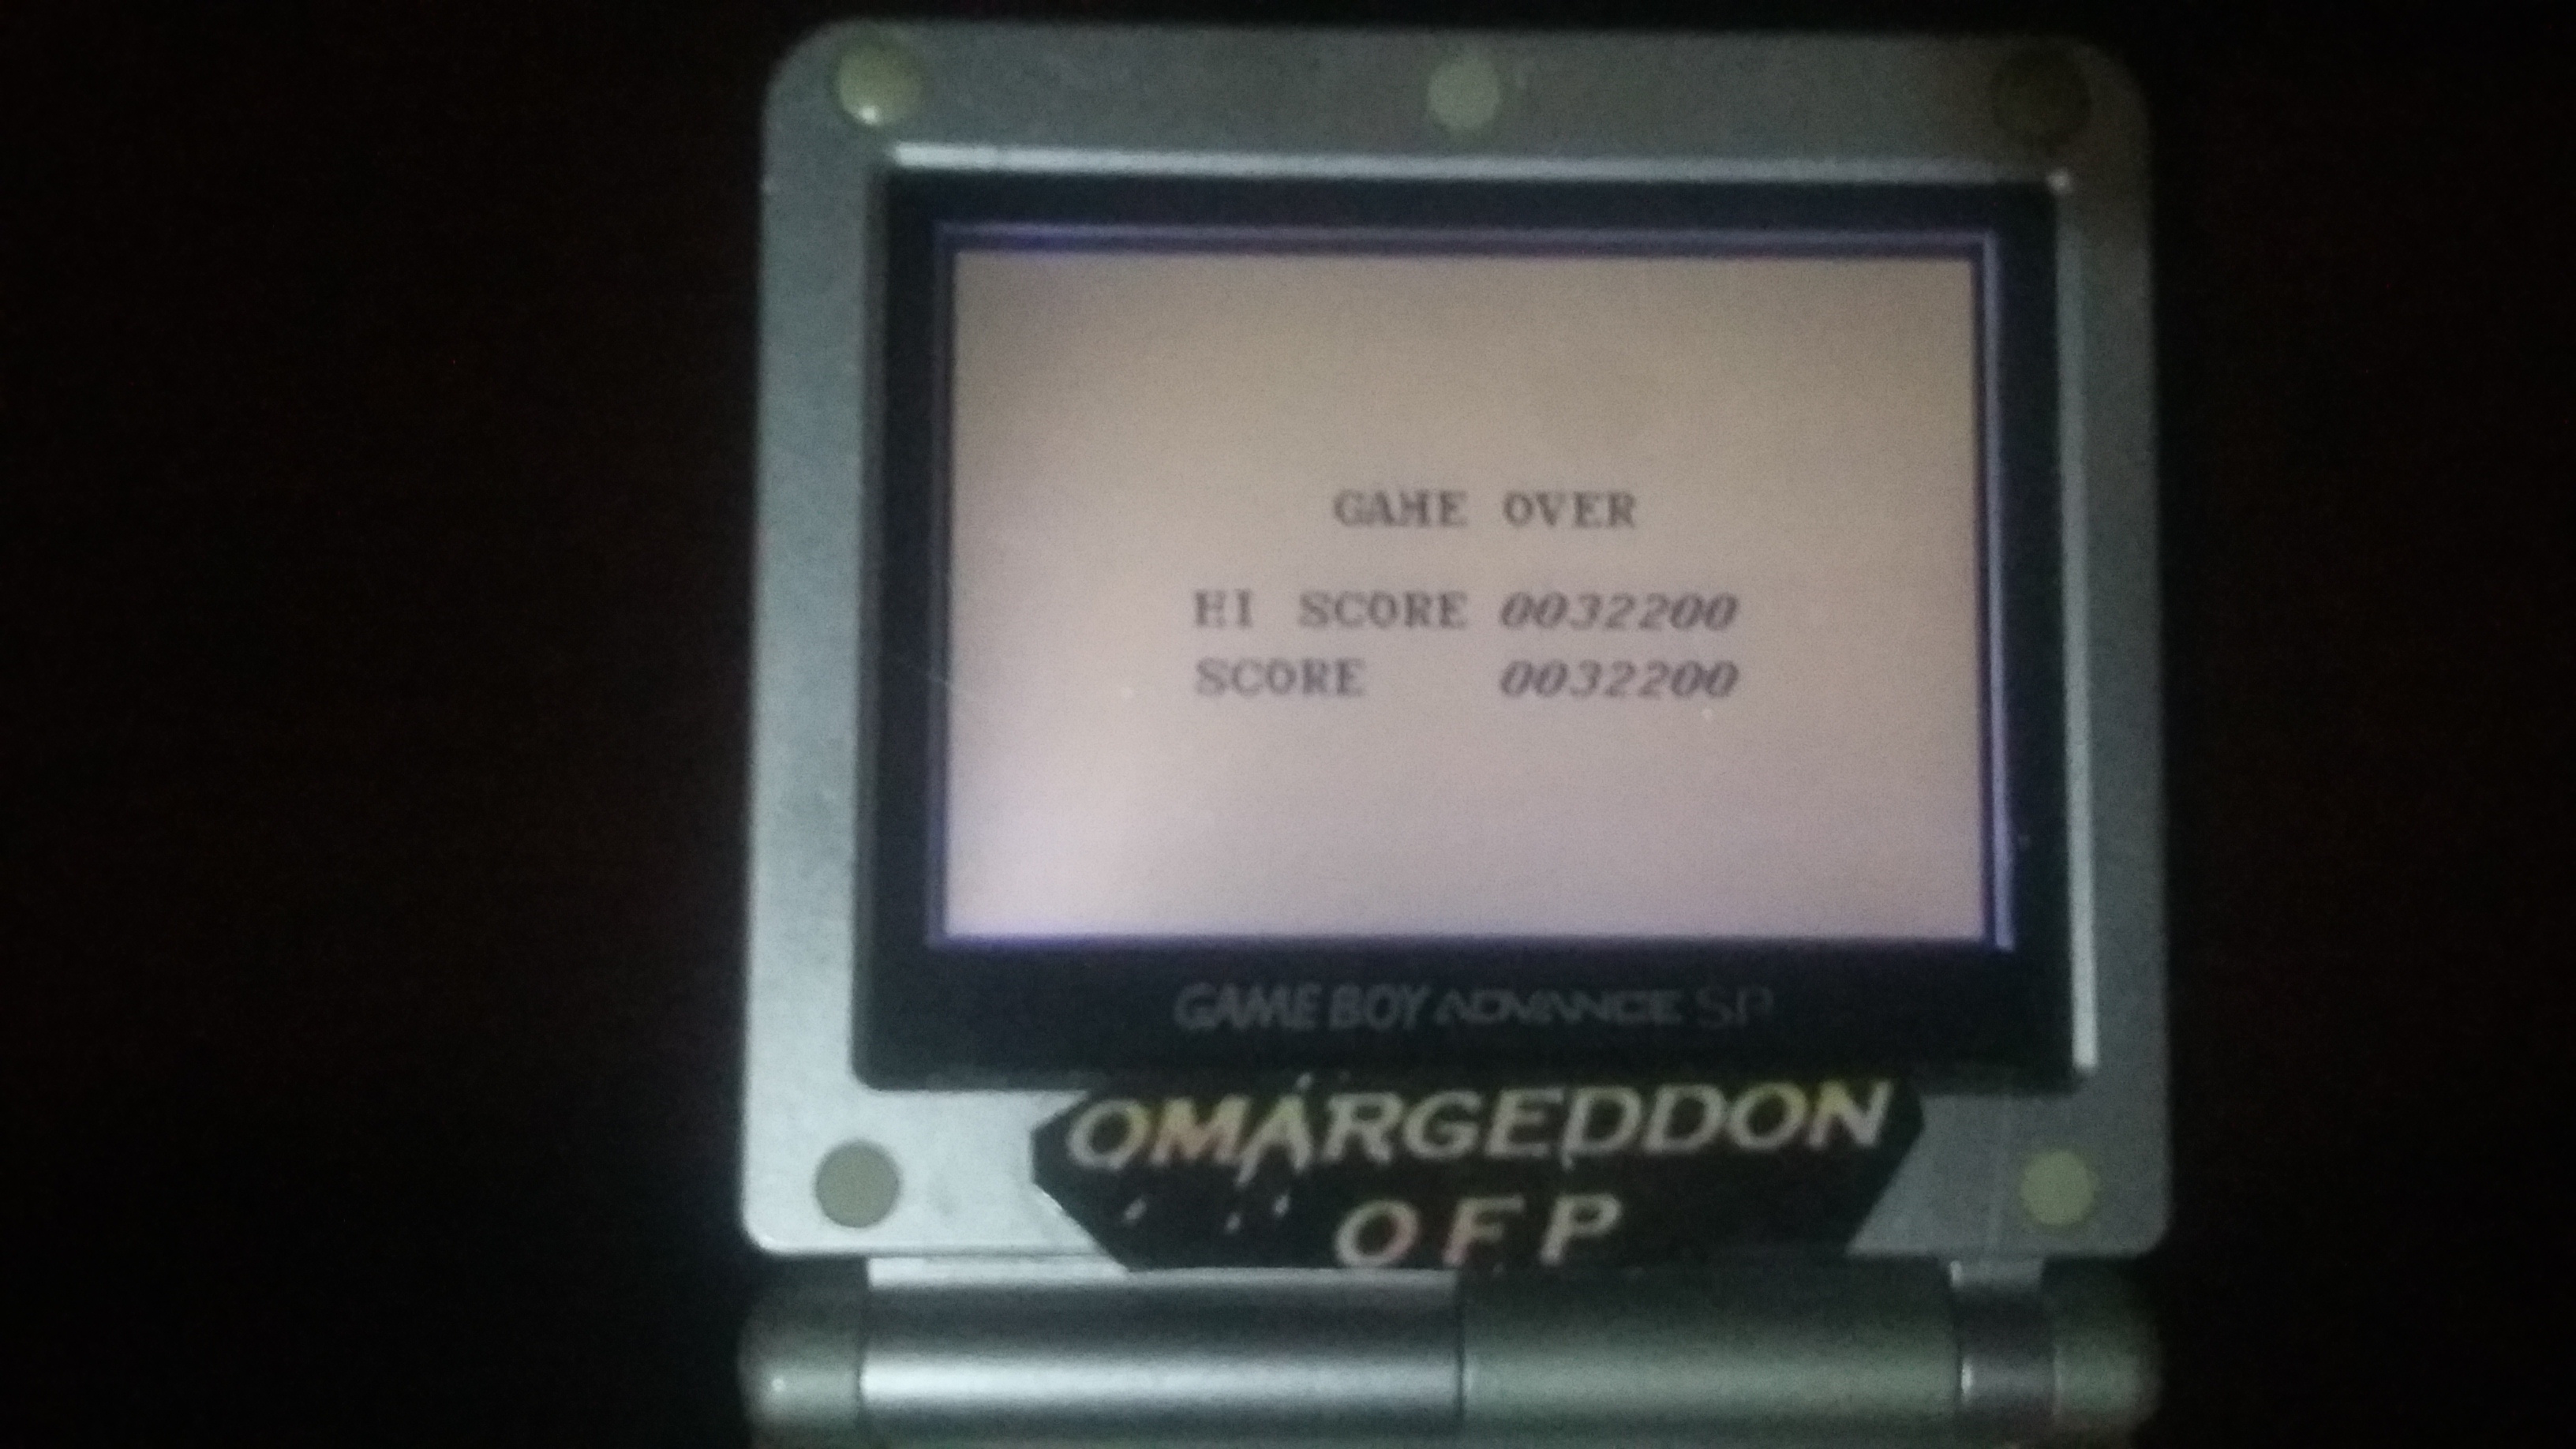 GAME OVER
HI SCORE 0032200
SCORE 0032200
GAME BOY ADVANCE SP
OMARGEDDON
OFP